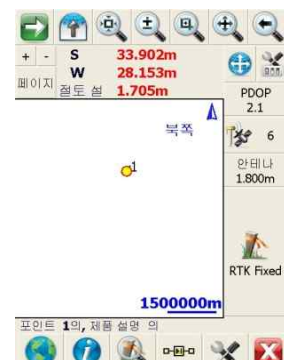 + -
페이지
S 33.902m
W 28.153m
절토 설 1.705m
PDOP
2.1
북쪽
6
1
안테나
1.800m
RTK Fixed
1500000m
포인트 1의, 제품 설명 의